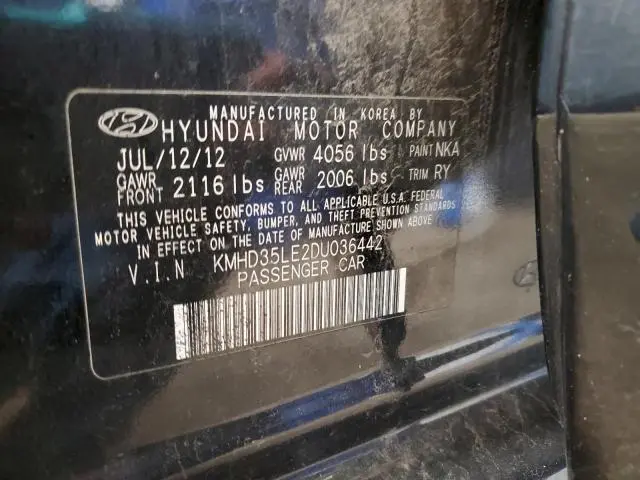 MANUFACTURED IN KOREA BY
HYUNDAI MOTOR COMPANY
JUL/12/12 GVWR 4056 lbs PAINT NKA
GAWR FRONT 2116 lbs GAWR REAR 2006 lbs TRIM RY
THIS VEHICLE CONFORMS TO ALL APPLICABLE U.S.A. FEDERAL
MOTOR VEHICLE SAFETY, BUMPER, AND THEFT PREVENTION STANDARDS
IN EFFECT ON THE DATE OF MANUFACTURE SHOWN ABOVE.
V.I.N KMHD35LE2DU036442
PASSENGER CAR